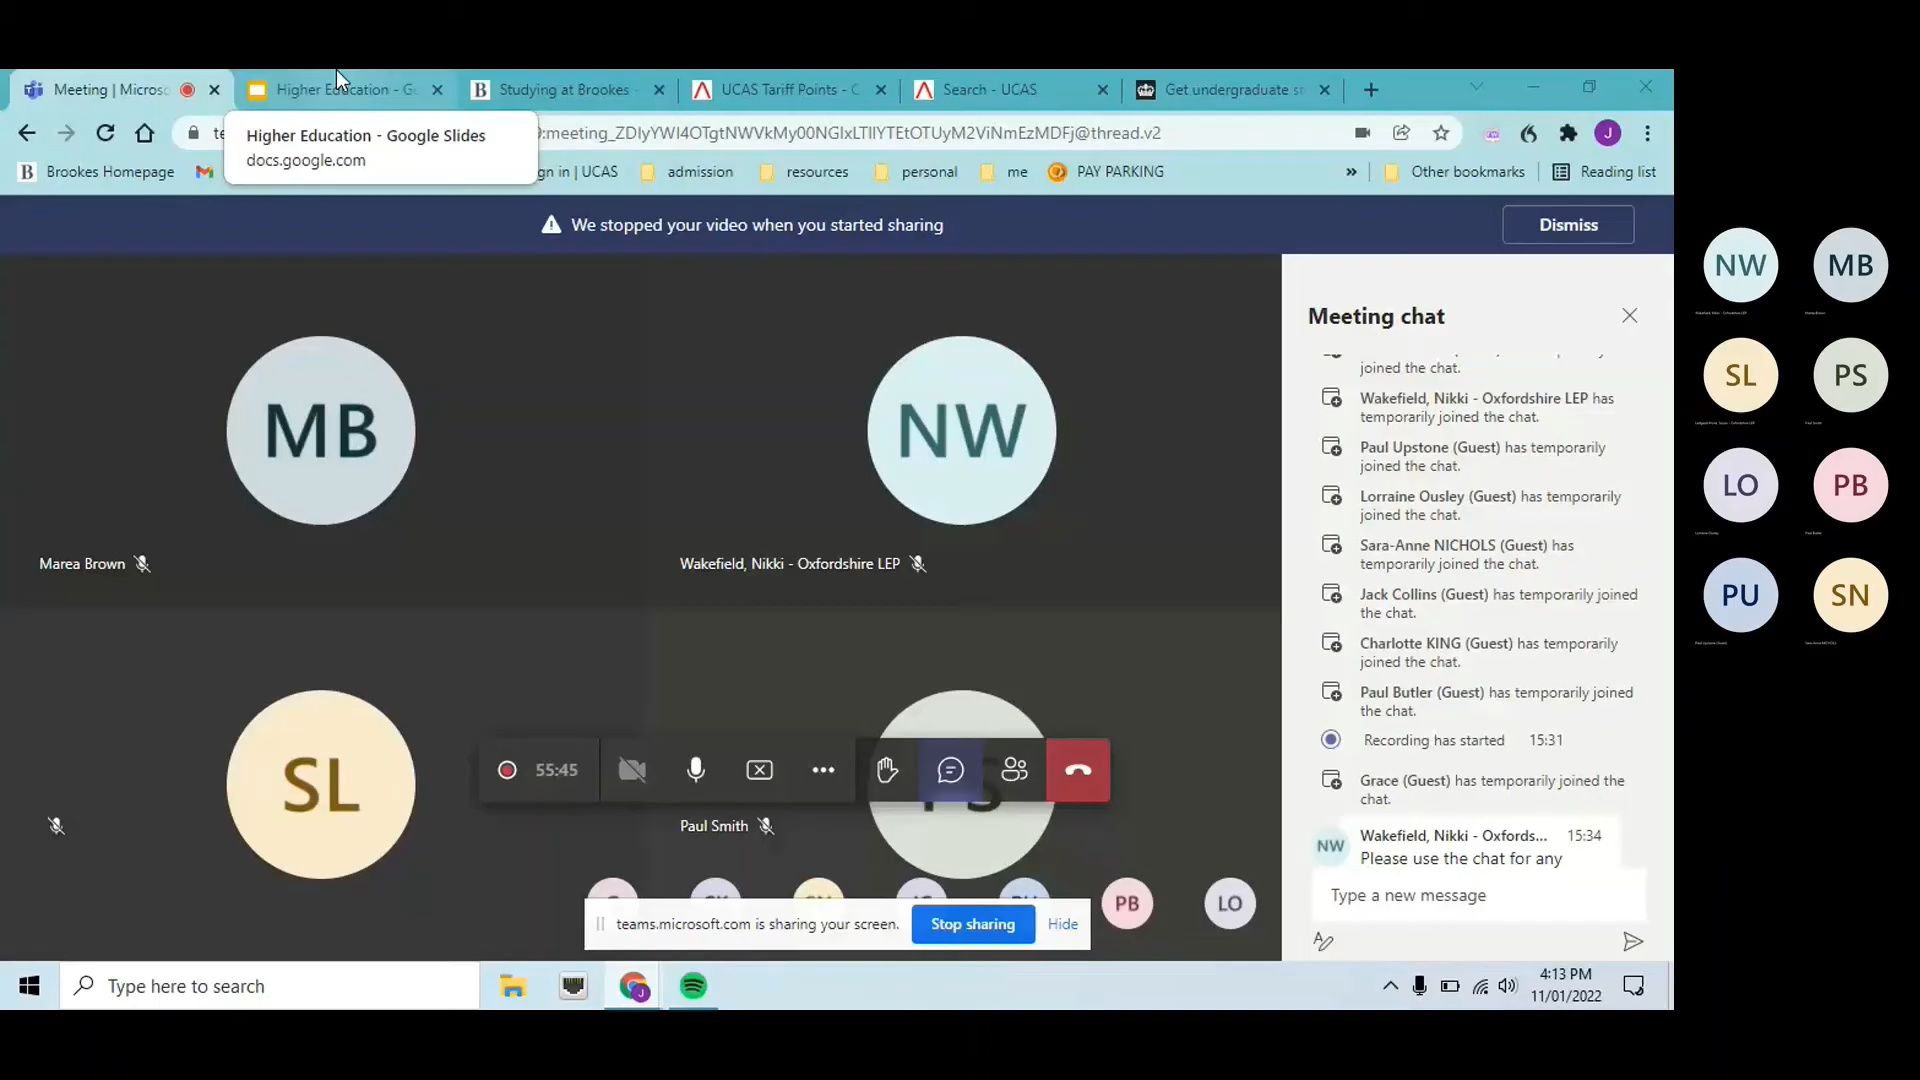 Meeting | Microso
Higher Education - Go
B Studying at Brookes -
UCAS Tariff Points - C
Search - UCAS
Get undergraduate st
Higher Education - Google Slides
docs.google.com
9:meeting_ZDIyYWI4OTgtNWVkMy00NGIxLTllYTEtOTUyM2ViNmEzMDFj@thread.v2
J
B Brookes Homepage
gn in | UCAS
admission
resources
personal
me
PAY PARKING
»
Other bookmarks
Reading list
We stopped your video when you started sharing
Dismiss
MB
Marea Brown
NW
Wakefield, Nikki - Oxfordshire LEP
SL
PS
Paul Smith
55:45
PB
LO
teams.microsoft.com is sharing your screen.
Stop sharing
Hide
Meeting chat
joined the chat.
Wakefield, Nikki - Oxfordshire LEP has
temporarily joined the chat.
Paul Upstone (Guest) has temporarily
joined the chat.
Lorraine Ousley (Guest) has temporarily
joined the chat.
Sara-Anne NICHOLS (Guest) has
temporarily joined the chat.
Jack Collins (Guest) has temporarily joined
the chat.
Charlotte KING (Guest) has temporarily
joined the chat.
Paul Butler (Guest) has temporarily joined
the chat.
Recording has started 15:31
Grace (Guest) has temporarily joined the
chat.
NW
Wakefield, Nikki - Oxfords... 15:34
Please use the chat for any
Type a new message
Type here to search
J
4:13 PM
11/01/2022
NW MB
SL PS
LO PB
PU SN